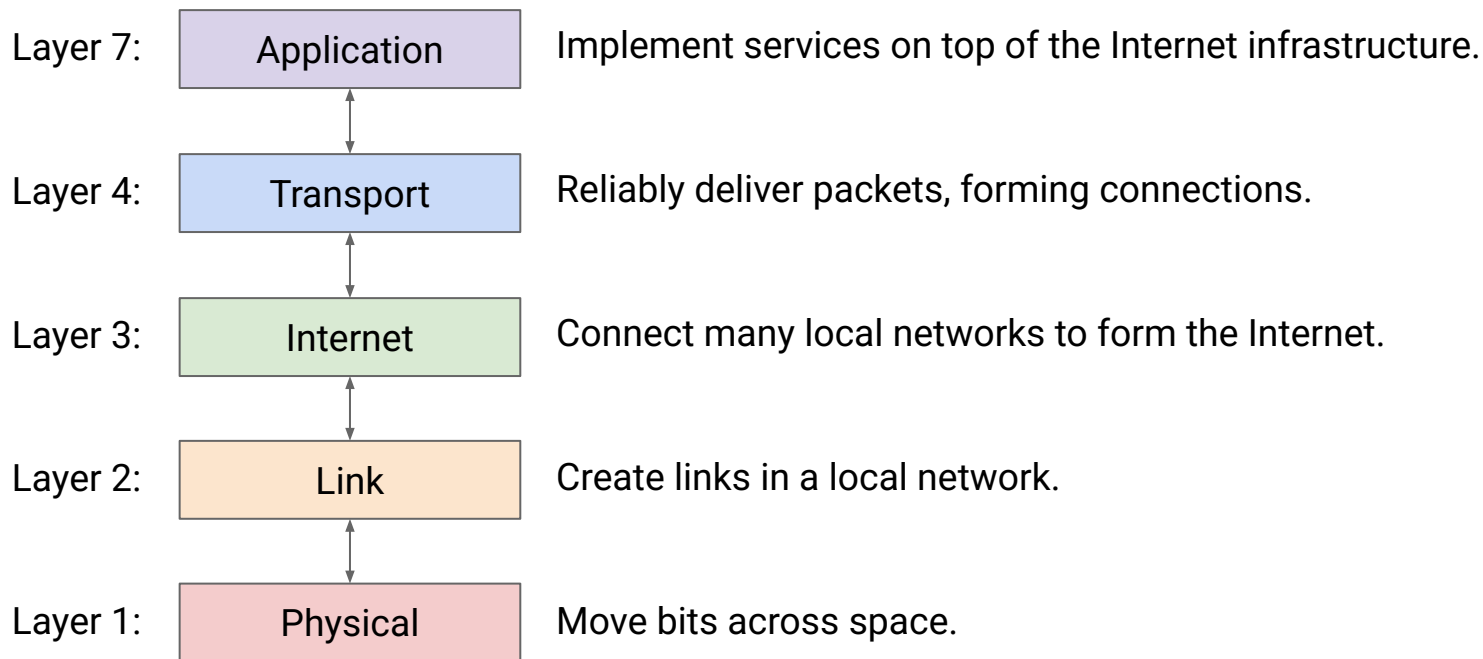 Layer 7: Application Implement services on top of the Internet infrastructure.
Layer 4: Transport Reliably deliver packets, forming connections.
Layer 3: Internet Connect many local networks to form the Internet.
Layer 2: Link Create links in a local network.
Layer 1: Physical Move bits across space.